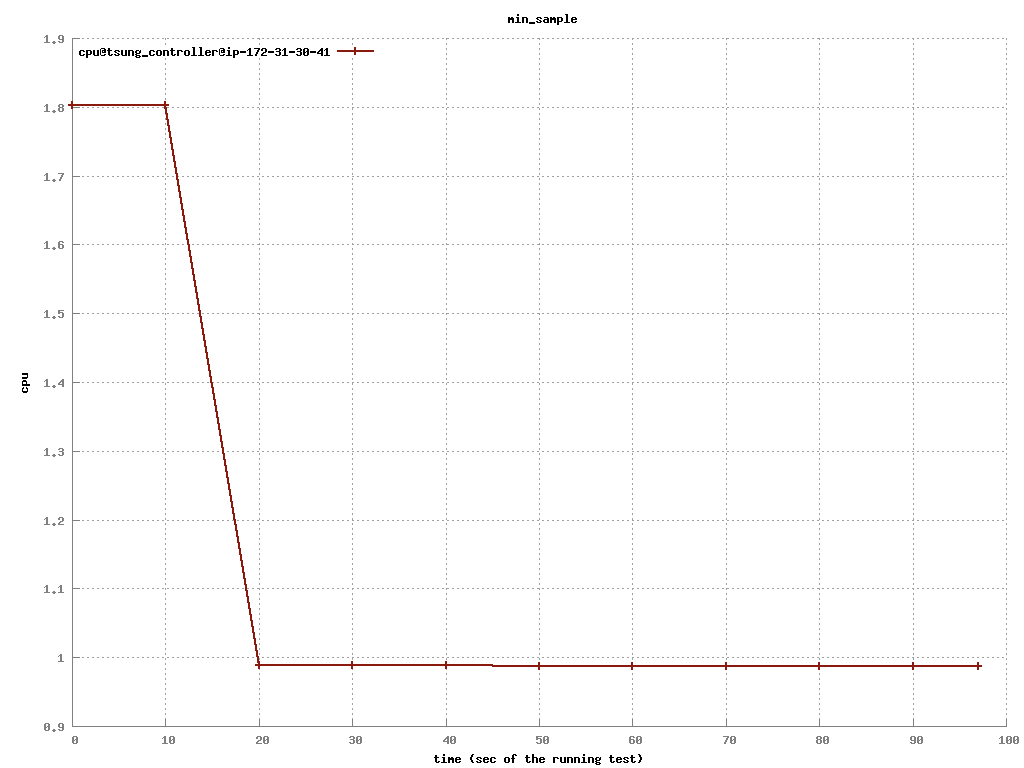 min_sample
cpu@tsung_controller@ip-172-31-30-41
1.9
1.8
1.7
1.6
1.5
1.4
1.3
1.2
1.1
1
0.9
cpu
0 10 20 30 40 50 60 70 80 90 100
time (sec of the running test)